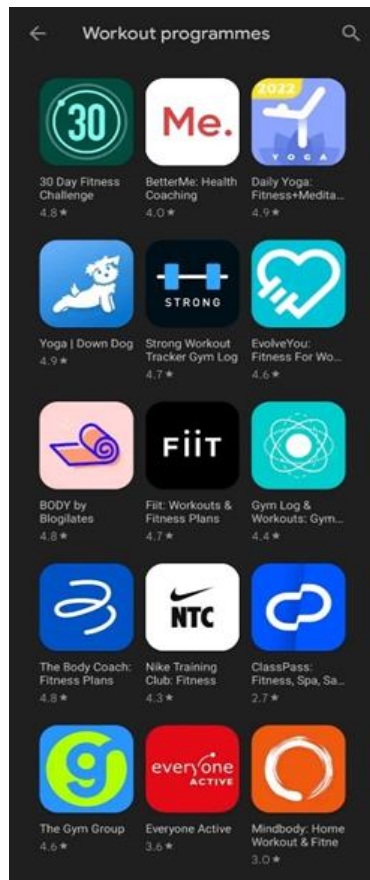 Workout programmes
30
Me.
2022
YOGA
30 Day Fitness
Challenge
4.8★
BetterMe: Health
Coaching
4.0★
Daily Yoga:
Fitness+Medita...
4.9★
STRONG
Yoga | Down Dog
4.9★
Strong Workout
Tracker Gym Log
4.7★
EvolveYou:
Fitness For Wo...
4.6★
FiiT
BODY by
Blogilates
4.8★
Fiit: Workouts &
Fitness Plans
4.7★
Gym Log &
Workouts: Gym...
4.4★
NTC
The Body Coach:
Fitness Plans
4.8★
Nike Training
Club: Fitness
4.3★
ClassPass:
Fitness, Spa, Sa...
2.7★
g
everyone
ACTIVE
The Gym Group
4.6★
Everyone Active
3.6★
Mindbody: Home
Workout & Fitne
3.0★